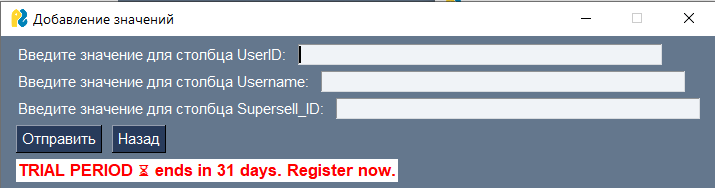 Добавление значений
Введите значение для столбца UserID:
Введите значение для столбца Username:
Введите значение для столбца Supersell_ID:
Отправить Назад
TRIAL PERIOD ⏳ ends in 31 days. Register now.